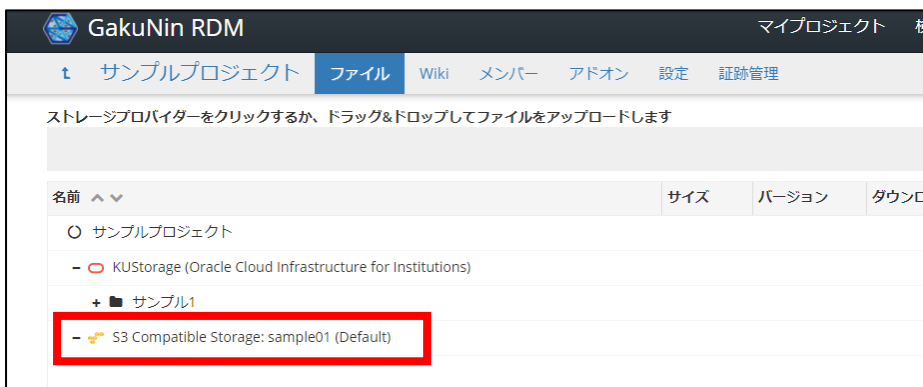 GakuNin RDM マイプロジェクト
サンプルプロジェクト ファイル Wiki メンバー アドオン 設定 証跡管理
ストレージプロバイダーをクリックするか、ドラッグ&ドロップしてファイルをアップロードします
名前 サイズ バージョン ダウンロ
サンプルプロジェクト
KUStorage (Oracle Cloud Infrastructure for Institutions)
サンプル1
S3 Compatible Storage: sample01 (Default)